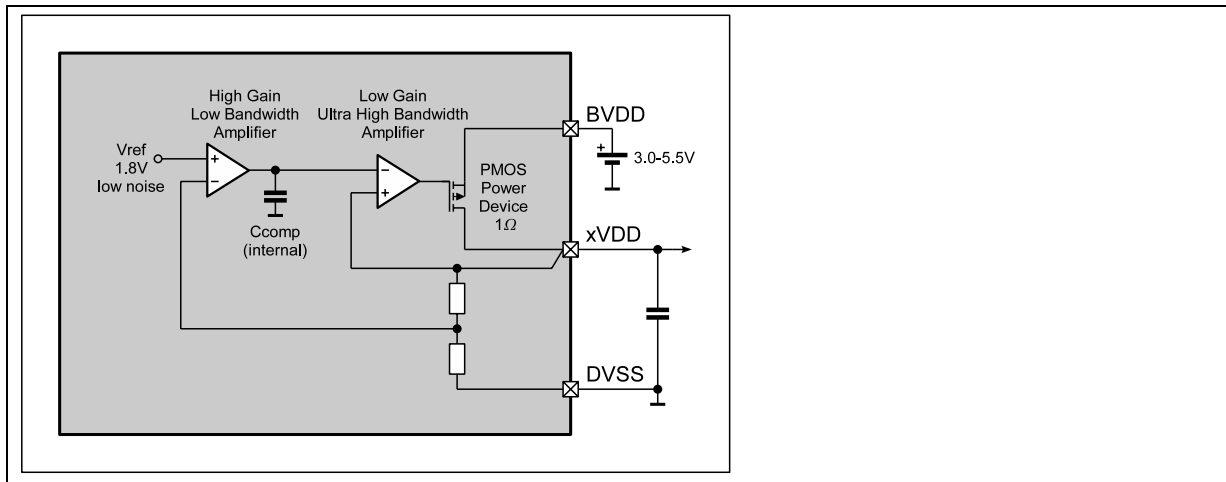 High Gain
Low Bandwidth
Amplifier
Low Gain
Ultra High Bandwidth
Amplifier
BVDD
Vref
1.8V
low noise
+
−
−
+
+
3.0-5.5V
PMOS
Power
Device
1Ω
Ccomp
(internal)
xVDD
DVSS